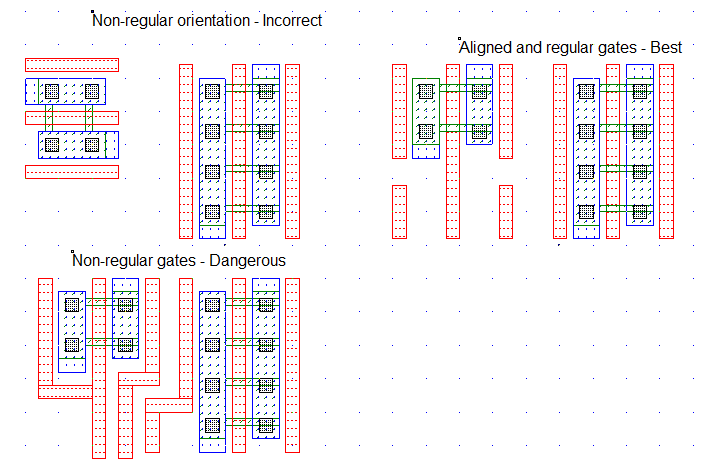 Non-regular orientation - Incorrect
Aligned and regular gates - Best
Non-regular gates - Dangerous